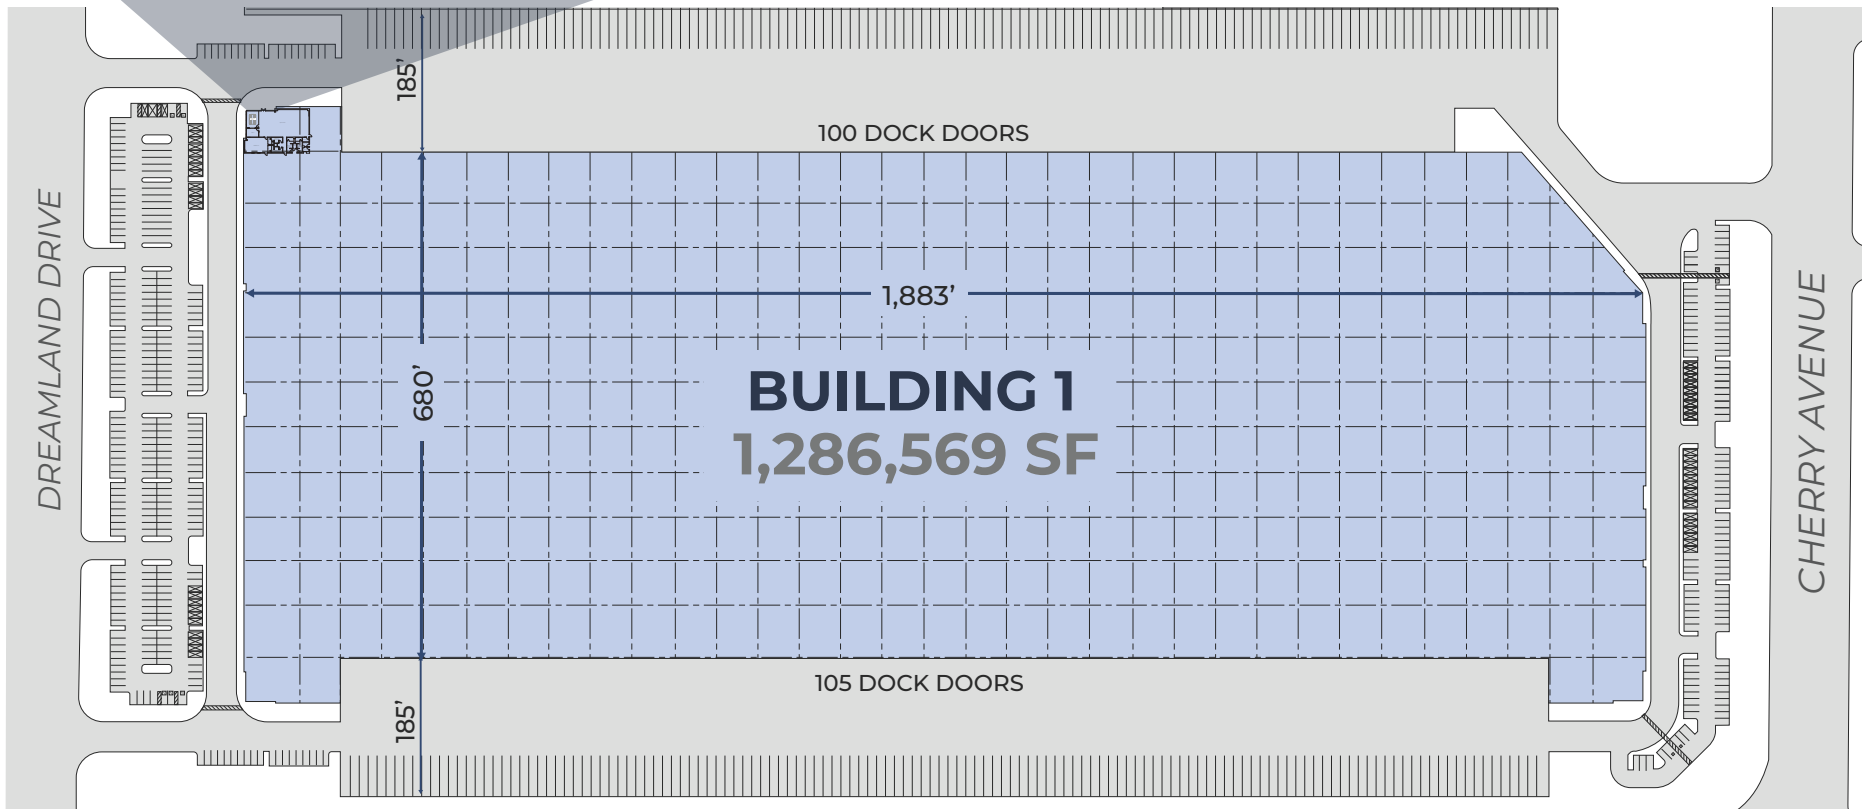 185’
100 DOCK DOORS
DREAMLAND DRIVE
1,883’
680’
BUILDING 1
1,286,569 SF
CHERRY AVENUE
105 DOCK DOORS
185’